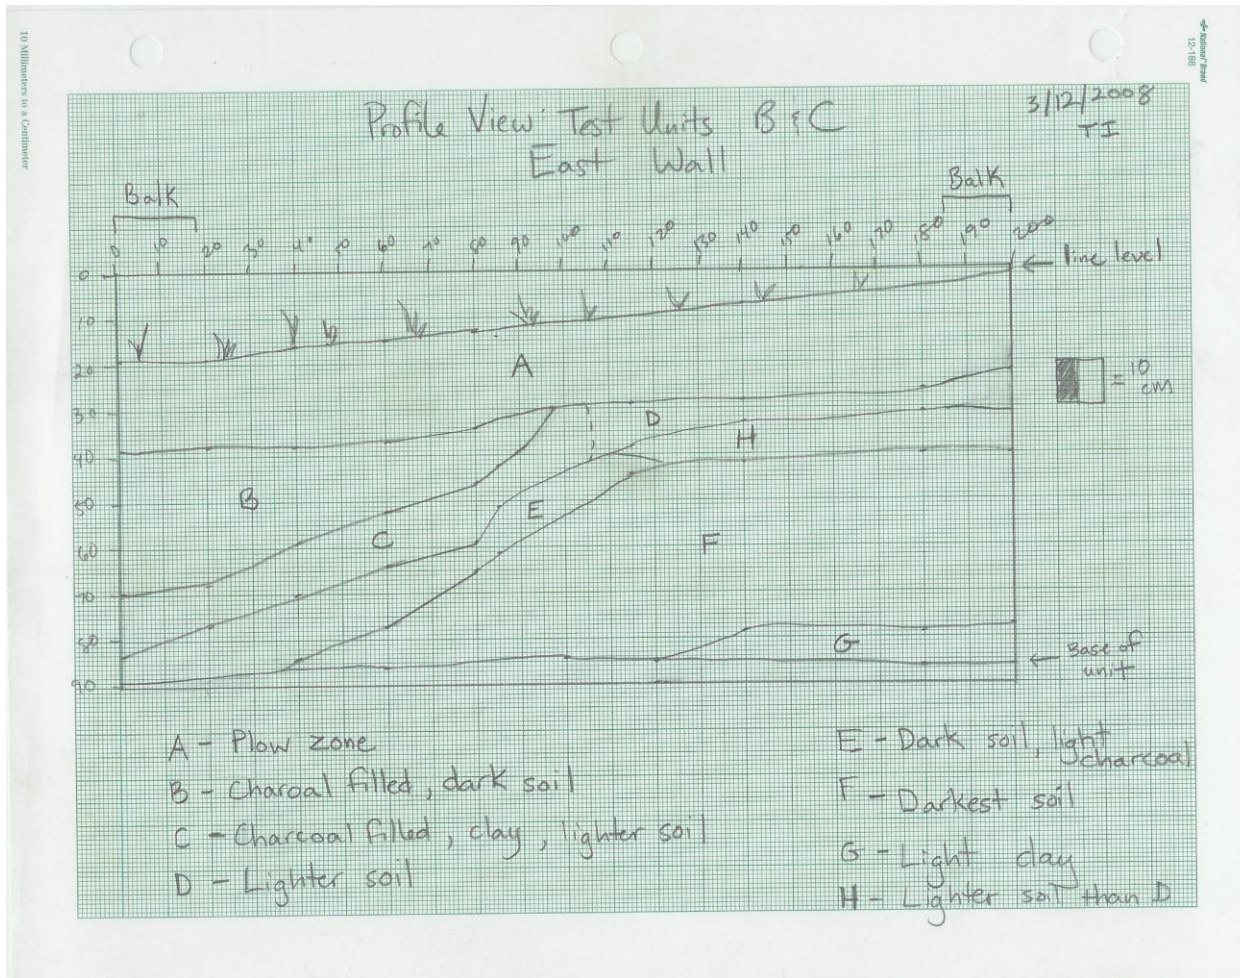 National® Brand
12-188
10 Millimeters to a Centimeter
Profile View: Test Units B & C
East Wall
3/12/2008
TI
Balk
Balk
0 10 20 30 40 50 60 70 80 90 100 110 120 130 140 150 160 170 180 190 200
line level
0
10
20
30
40
50
60
70
80
90
A
B
C
D
E
F
G
H
= 10
cm
Base of
unit
A - Plow zone
B - Charoal filled, dark soil
C - Charcoal filled, clay, lighter soil
D - Lighter soil
E - Dark soil, light
charcoal
F - Darkest soil
G - Light clay
H - Lighter soil than D